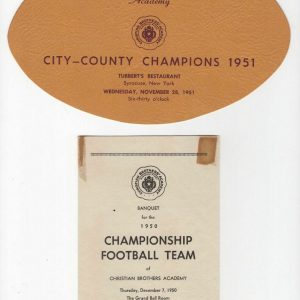 Academy
CITY—COUNTY CHAMPIONS 1951
TUBBERT'S RESTAURANT
Syracuse, New York
WEDNESDAY, NOVEMBER 28, 1951
Six-thirty o'clock
BANQUET
for the
1950
CHAMPIONSHIP
FOOTBALL TEAM
of
CHRISTIAN BROTHERS ACADEMY
Thursday, December 7, 1950
The Grand Ball Room